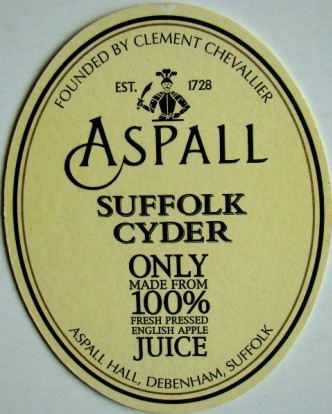 FOUNDED BY CLEMENT CHEVALLIER
EST. 1728
ASPALL
SUFFOLK
CYDER
ONLY
MADE FROM
100%
FRESH PRESSED
ENGLISH APPLE
JUICE
ASPALL HALL, DEBENHAM, SUFFOLK